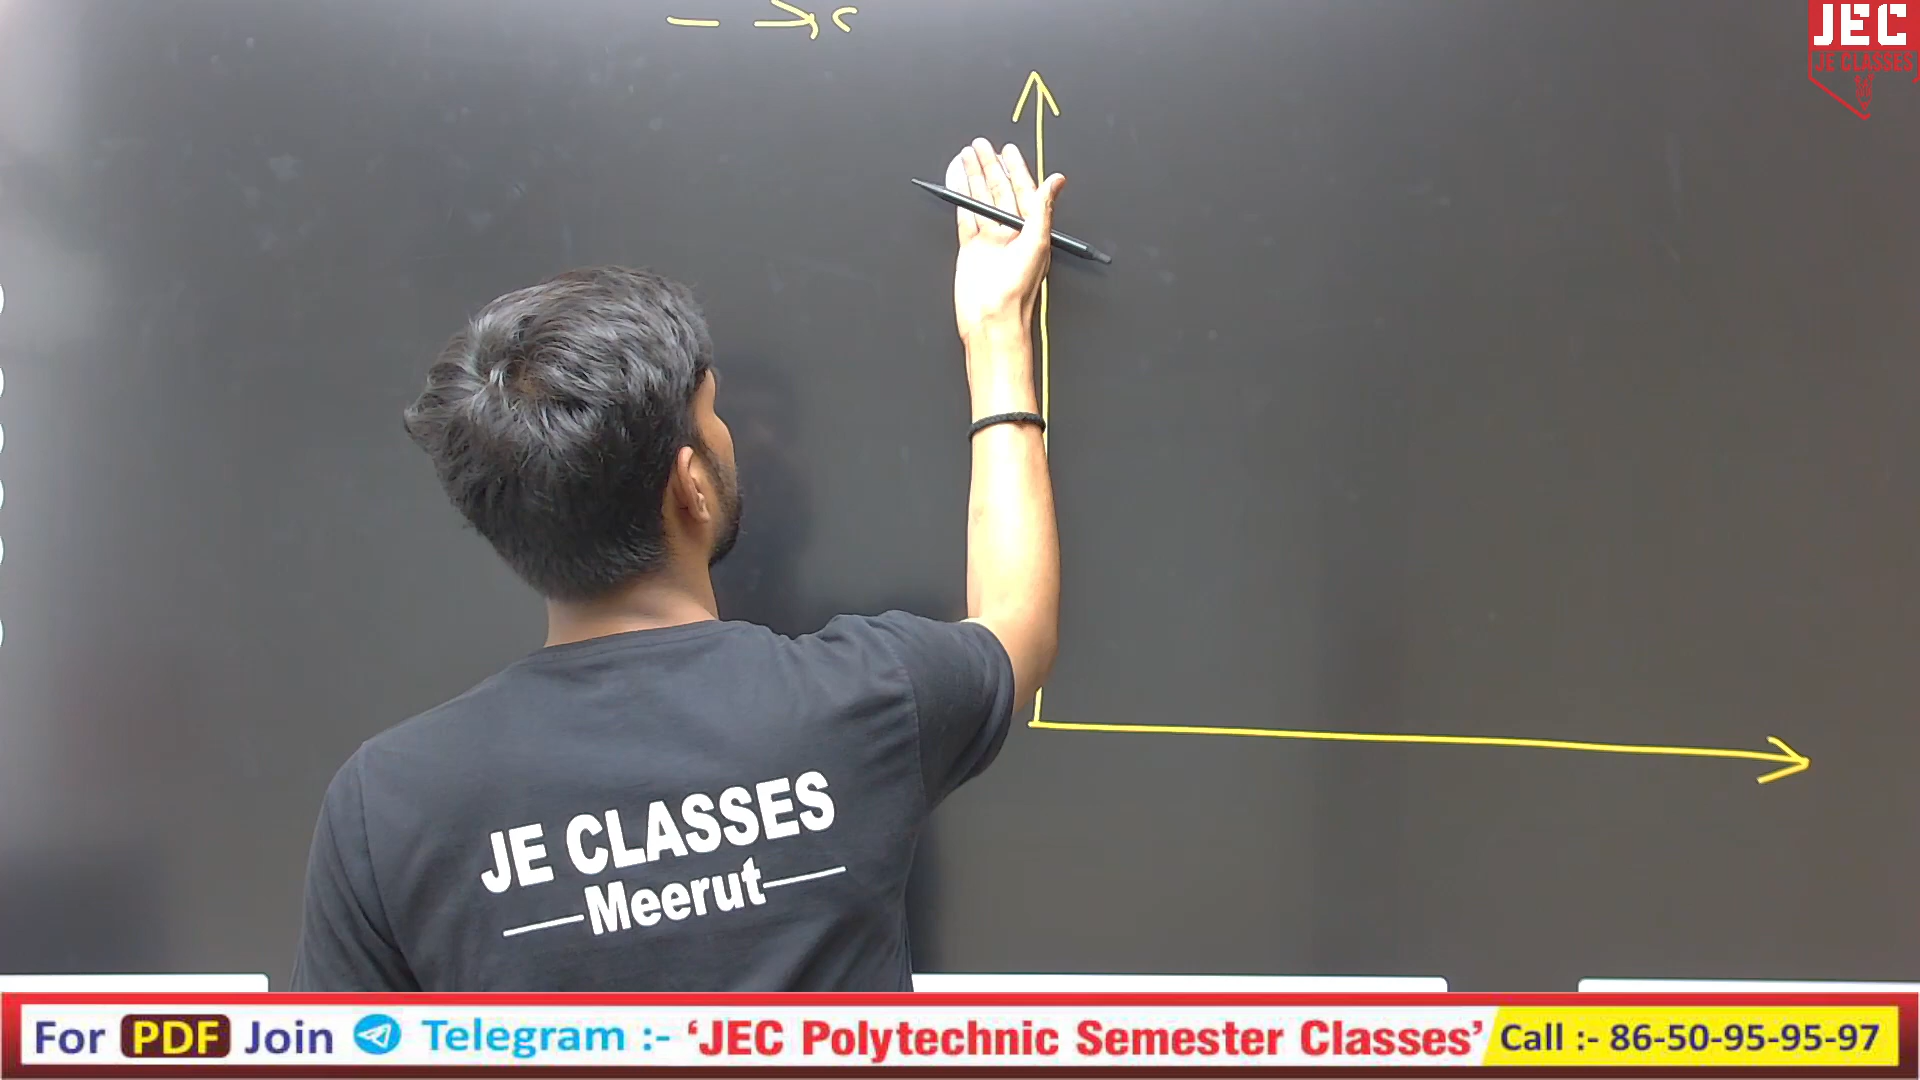 JEC
JE CLASSES
JE CLASSES
Meerut
For PDF Join Telegram :- ‘JEC Polytechnic Semester Classes’ Call :- 86-50-95-95-97